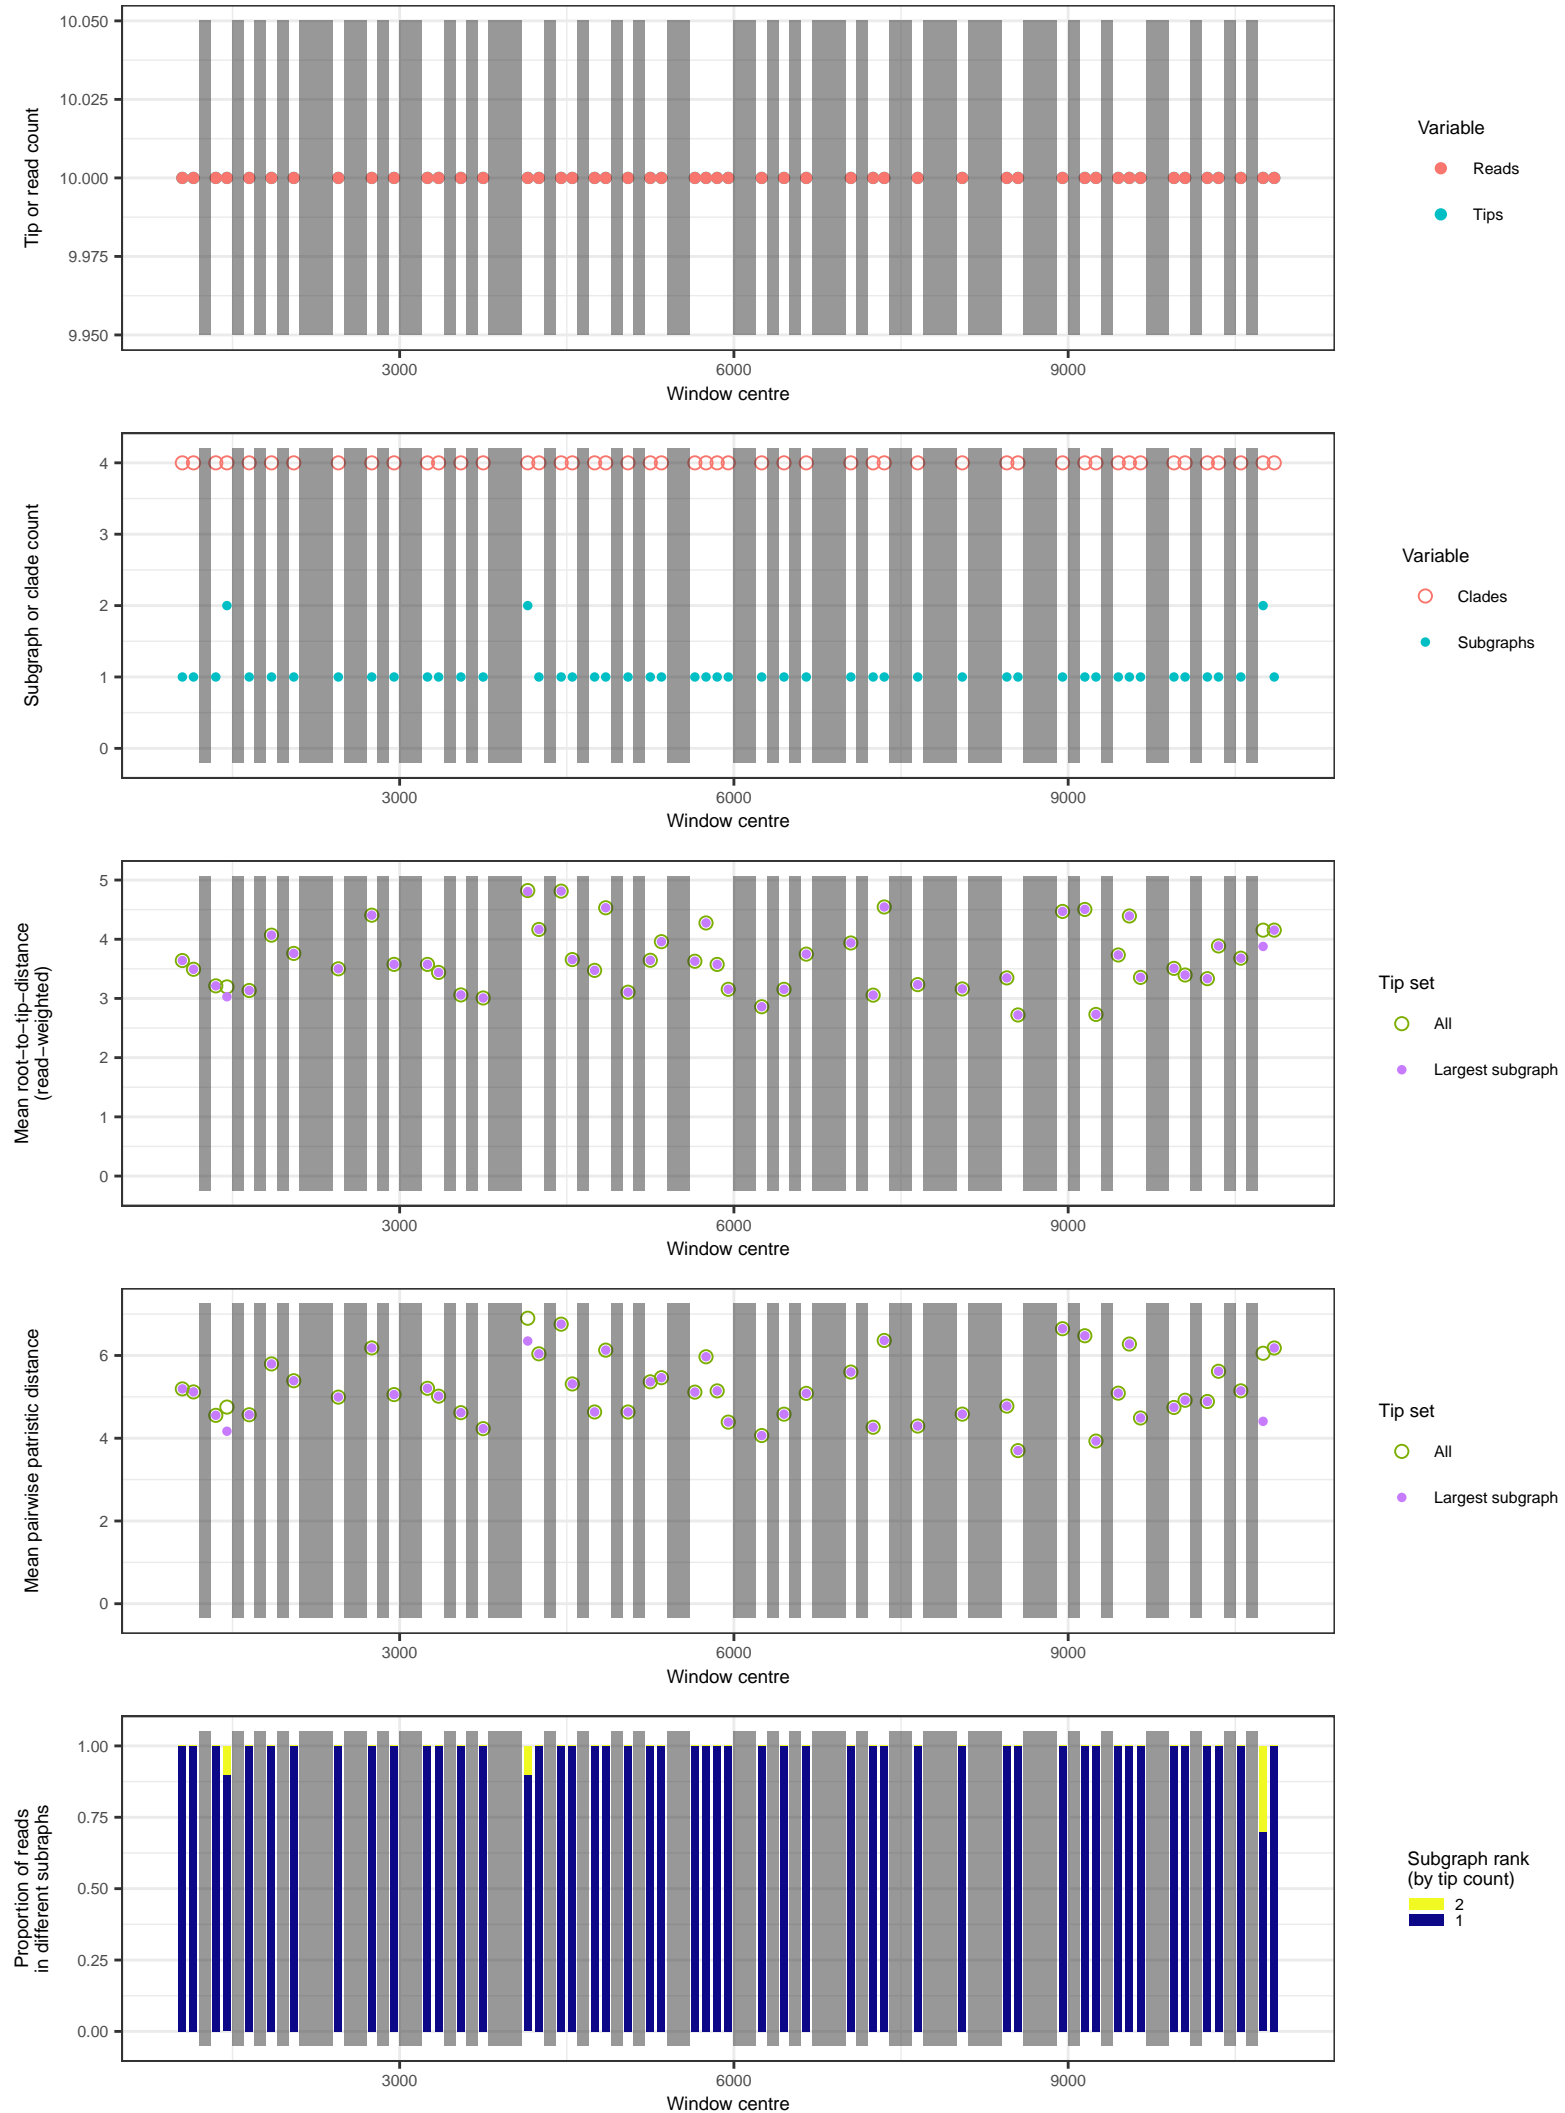 10.050
10.025
10.000
9.975
9.950
Tip or read count
3000
6000
9000
Window centre
Variable
Reads
Tips
4
3
2
1
0
Subgraph or clade count
3000
6000
9000
Window centre
Variable
Clades
Subgraphs
5
4
3
2
1
0
Mean root−to−tip−distance
(read−weighted)
3000
6000
9000
Window centre
Tip set
All
Largest subgraph
6
4
2
0
Mean pairwise patristic distance
3000
6000
9000
Window centre
Tip set
All
Largest subgraph
1.00
0.75
0.50
0.25
0.00
Proportion of reads
in different subraphs
3000
6000
9000
Window centre
Subgraph rank
(by tip count)
2
1